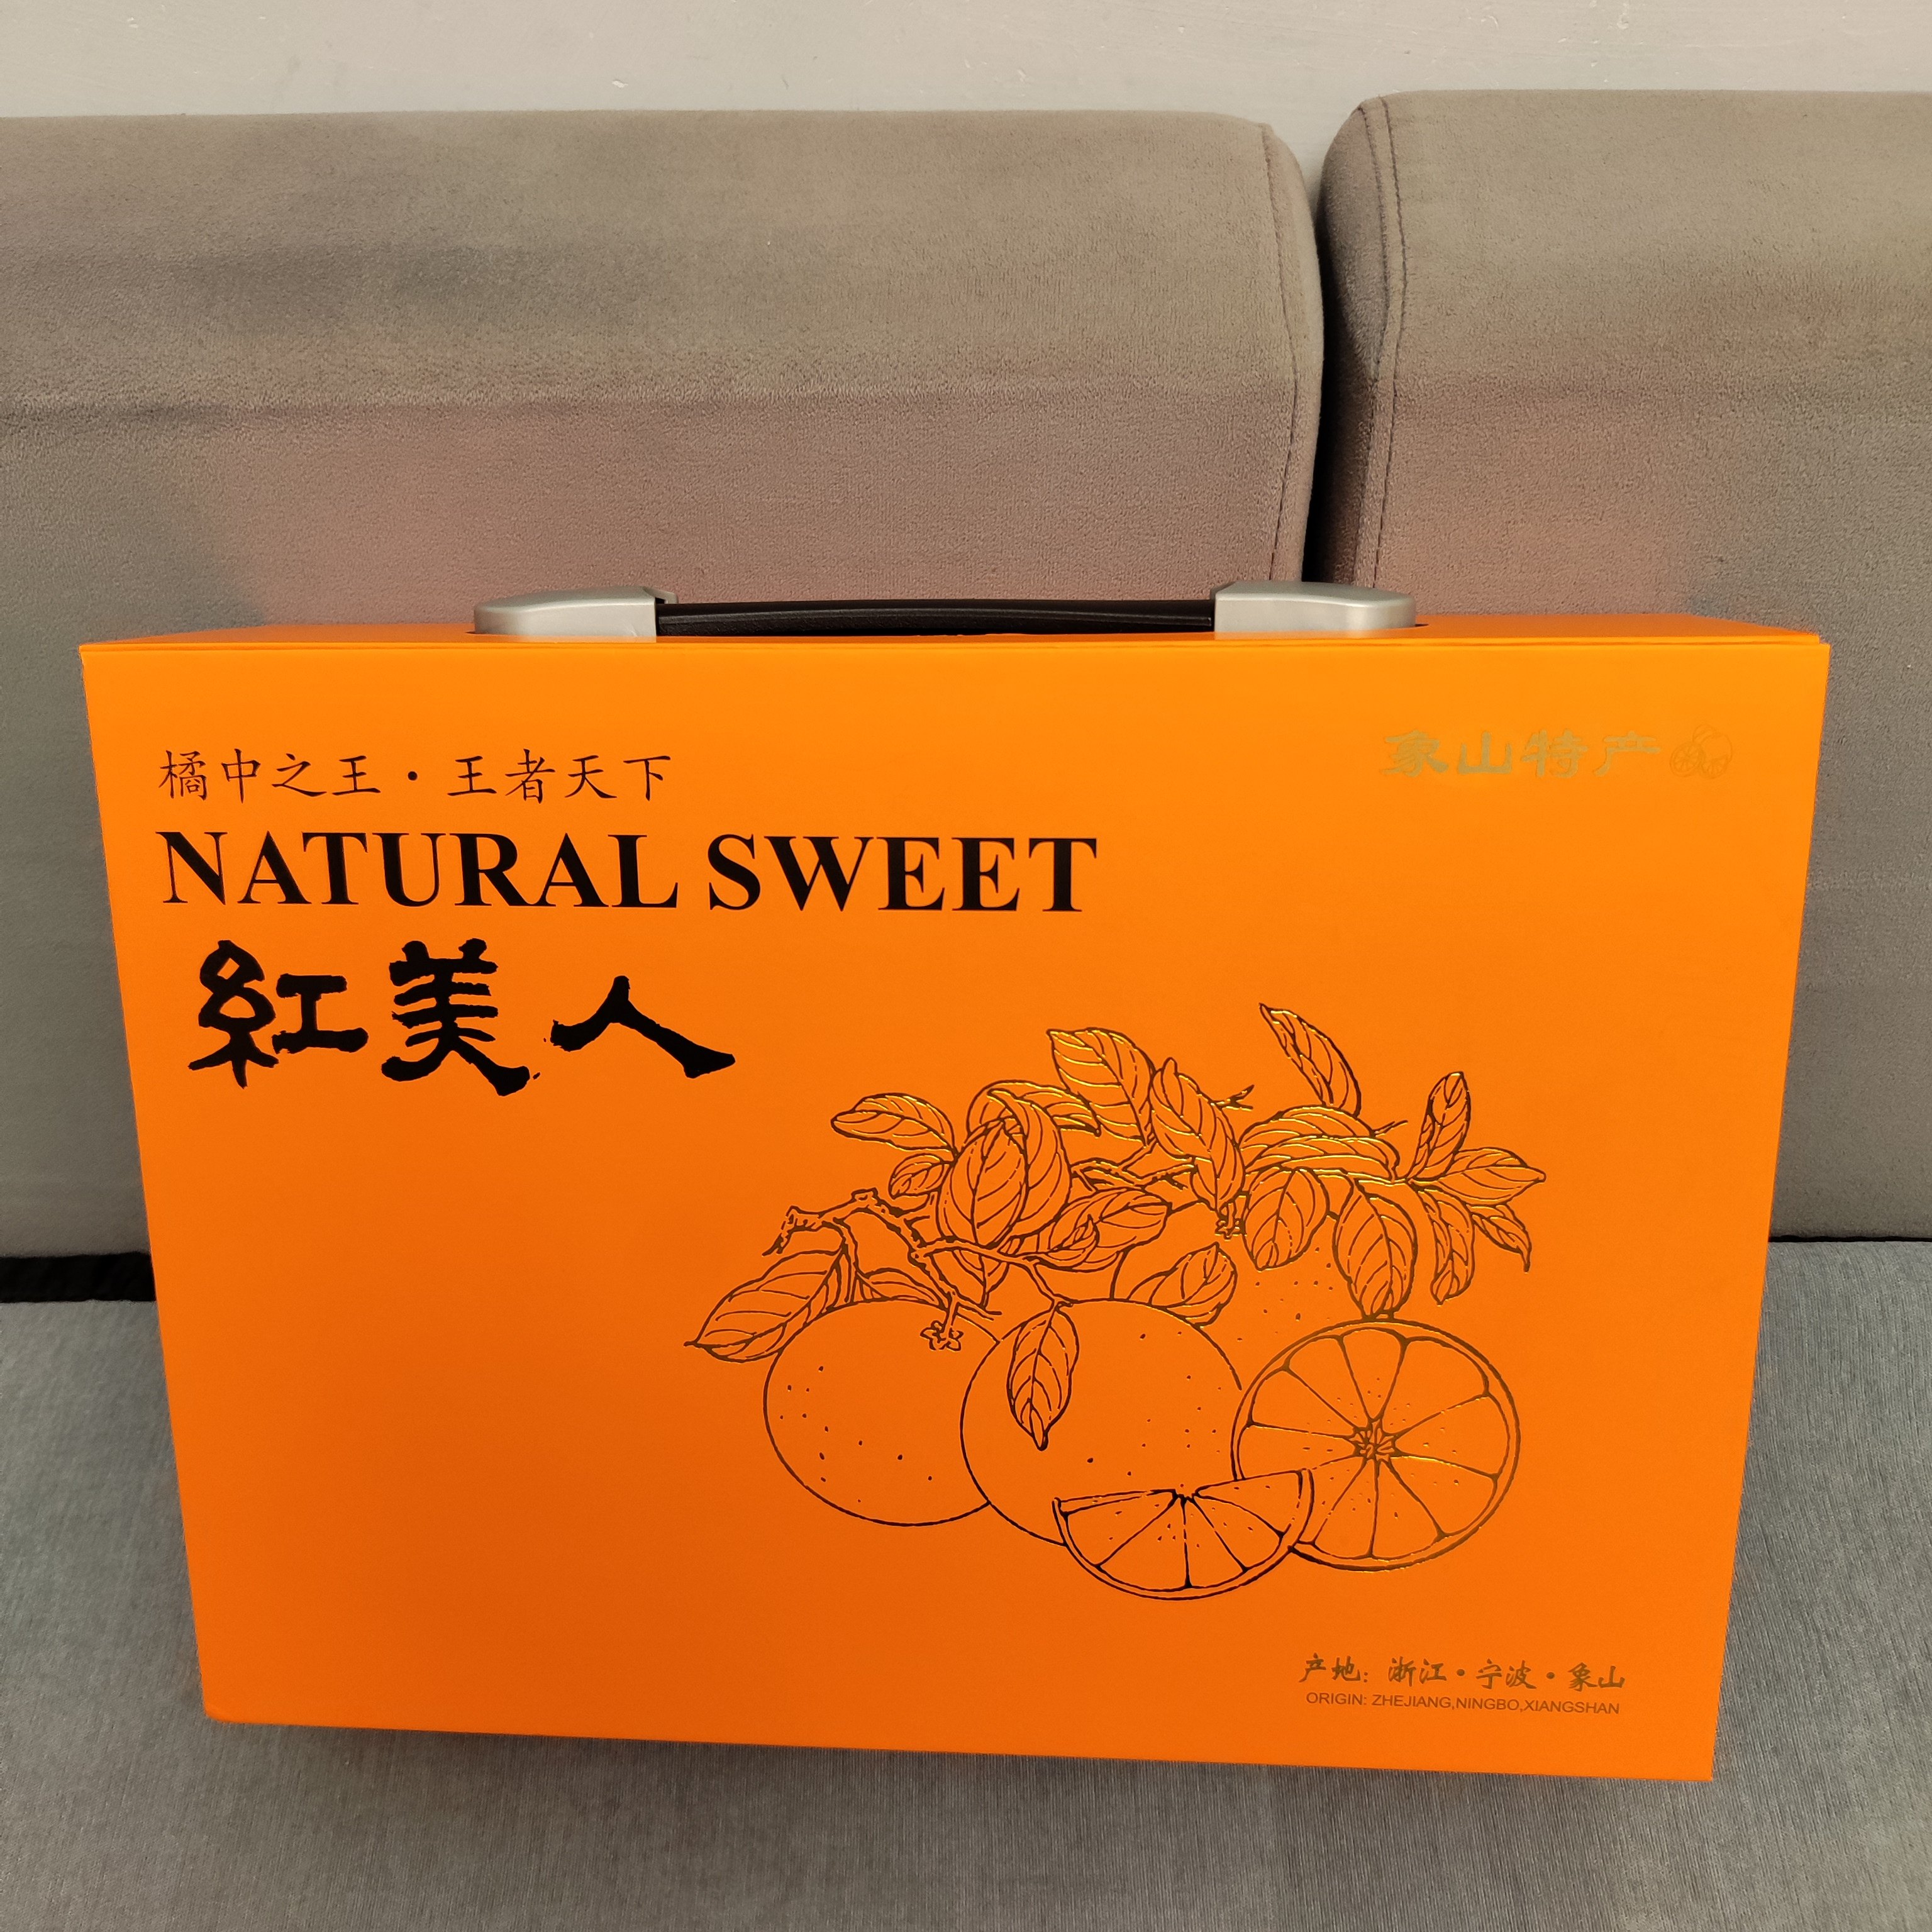 橘中之王·王者天下
象山特产
NATURAL SWEET
紅美人
产地：浙江·宁波·象山
ORIGIN: ZHEJIANG,NINGBO,XIANGSHAN